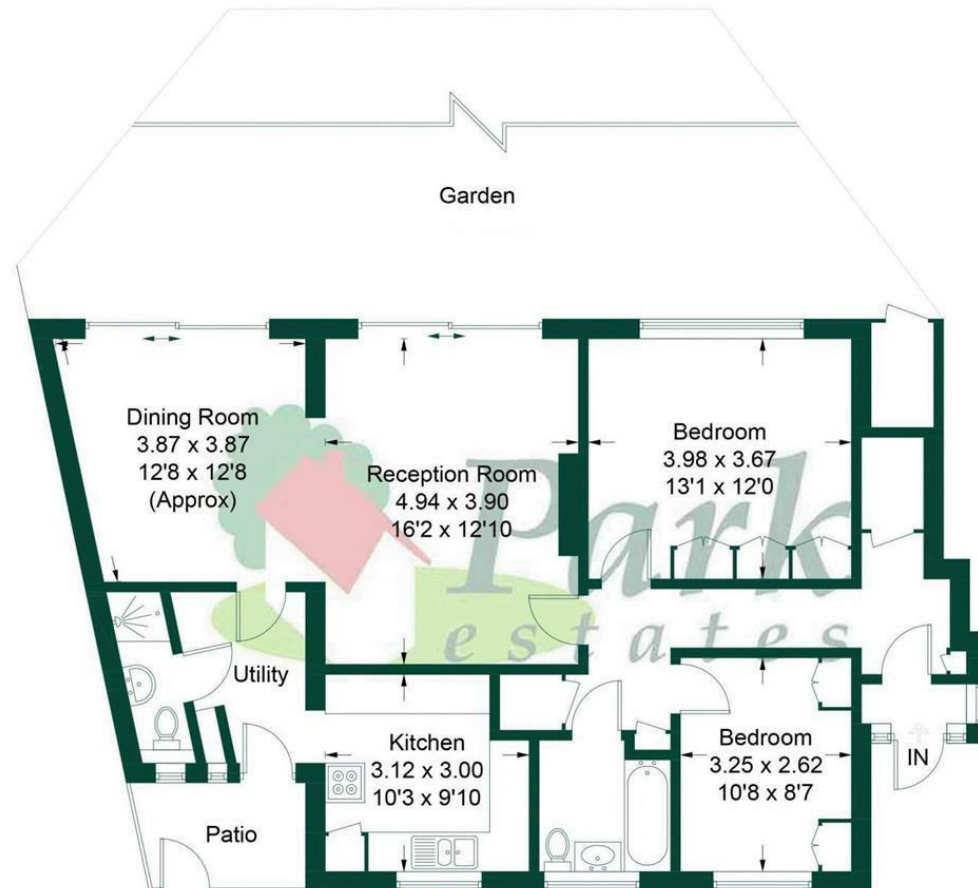 Garden
Dining Room
3.87 x 3.87
12'8 x 12'8
(Approx)
Reception Room
4.94 x 3.90
16'2 x 12'10
Bedroom
3.98 x 3.67
13'1 x 12'0
Park
estates
Utility
Kitchen
3.12 x 3.00
10'3 x 9'10
Bedroom
3.25 x 2.62
10'8 x 8'7
IN
Patio